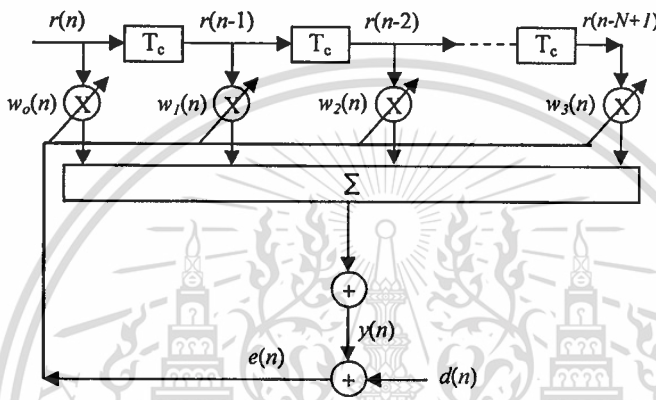 r(n) r(n-1) r(n-2) r(n-N+1)
T_c T_c T_c
w_o(n) w_1(n) w_2(n) w_3(n)
X X X X
Σ
+
y(n)
e(n) + d(n)